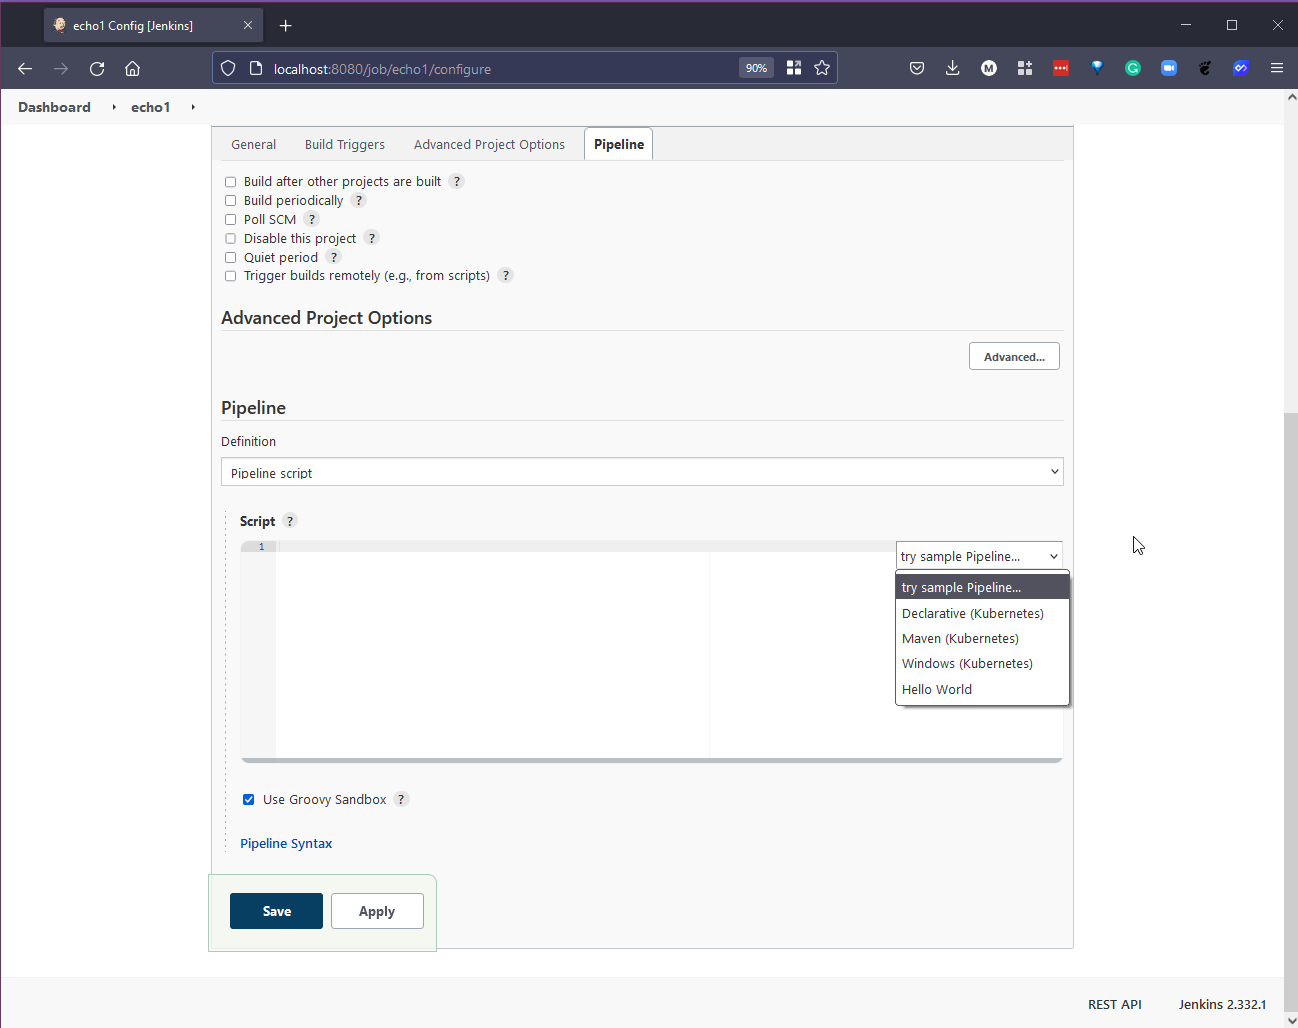 echo1 Config [Jenkins]
localhost:8080/job/echo1/configure
90%
M
G
Dashboard
echo1
General
Build Triggers
Advanced Project Options
Pipeline
Build after other projects are built ?
Build periodically ?
Poll SCM ?
Disable this project ?
Quiet period ?
Trigger builds remotely (e.g., from scripts) ?
Advanced Project Options
Advanced...
Pipeline
Definition
Pipeline script
Script ?
1
try sample Pipeline...
try sample Pipeline...
Declarative (Kubernetes)
Maven (Kubernetes)
Windows (Kubernetes)
Hello World
Use Groovy Sandbox ?
Pipeline Syntax
Save
Apply
REST API
Jenkins 2.332.1